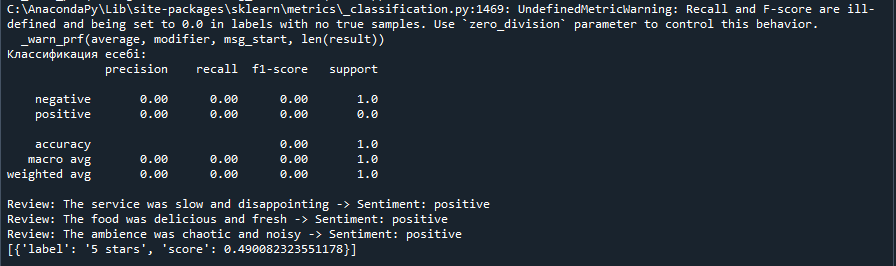 C:\AnacondaPy\Lib\site-packages\sklearn\metrics\_classification.py:1469: UndefinedMetricWarning: Recall and F-score are ill-
defined and being set to 0.0 in labels with no true samples. Use `zero_division` parameter to control this behavior.
  _warn_prf(average, modifier, msg_start, len(result))
Классификация есебі:
              precision    recall  f1-score   support

    negative       0.00      0.00      0.00       1.0
    positive       0.00      0.00      0.00       0.0

    accuracy                           0.00       1.0
   macro avg       0.00      0.00      0.00       1.0
weighted avg       0.00      0.00      0.00       1.0

Review: The service was slow and disappointing -> Sentiment: positive
Review: The food was delicious and fresh -> Sentiment: positive
Review: The ambience was chaotic and noisy -> Sentiment: positive
[{'label': '5 stars', 'score': 0.490082323551178}]